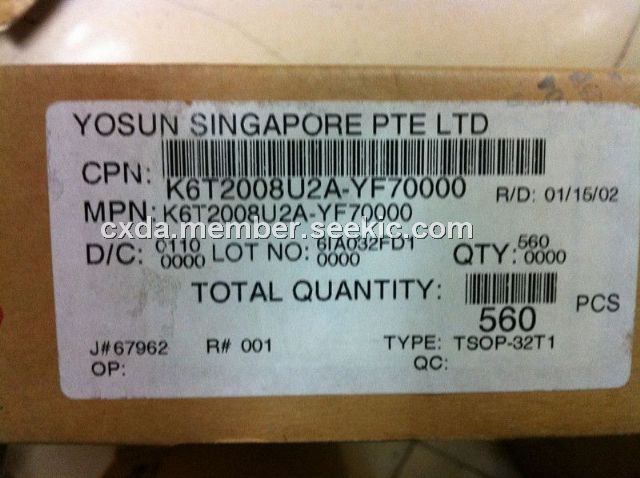 YOSUN SINGAPORE PTE LTD
CPN: K6T2008U2A-YF70000 R/D: 01/15/02
MPN: K6T2008U2A-YF70000
cxda.member.seekic.com
D/C: 0110 LOT NO: 6IA032FD1 QTY: 560
0000 0000 0000
TOTAL QUANTITY: 560 PCS
J#67962 R# 001 TYPE: TSOP-32T1
OP: QC: